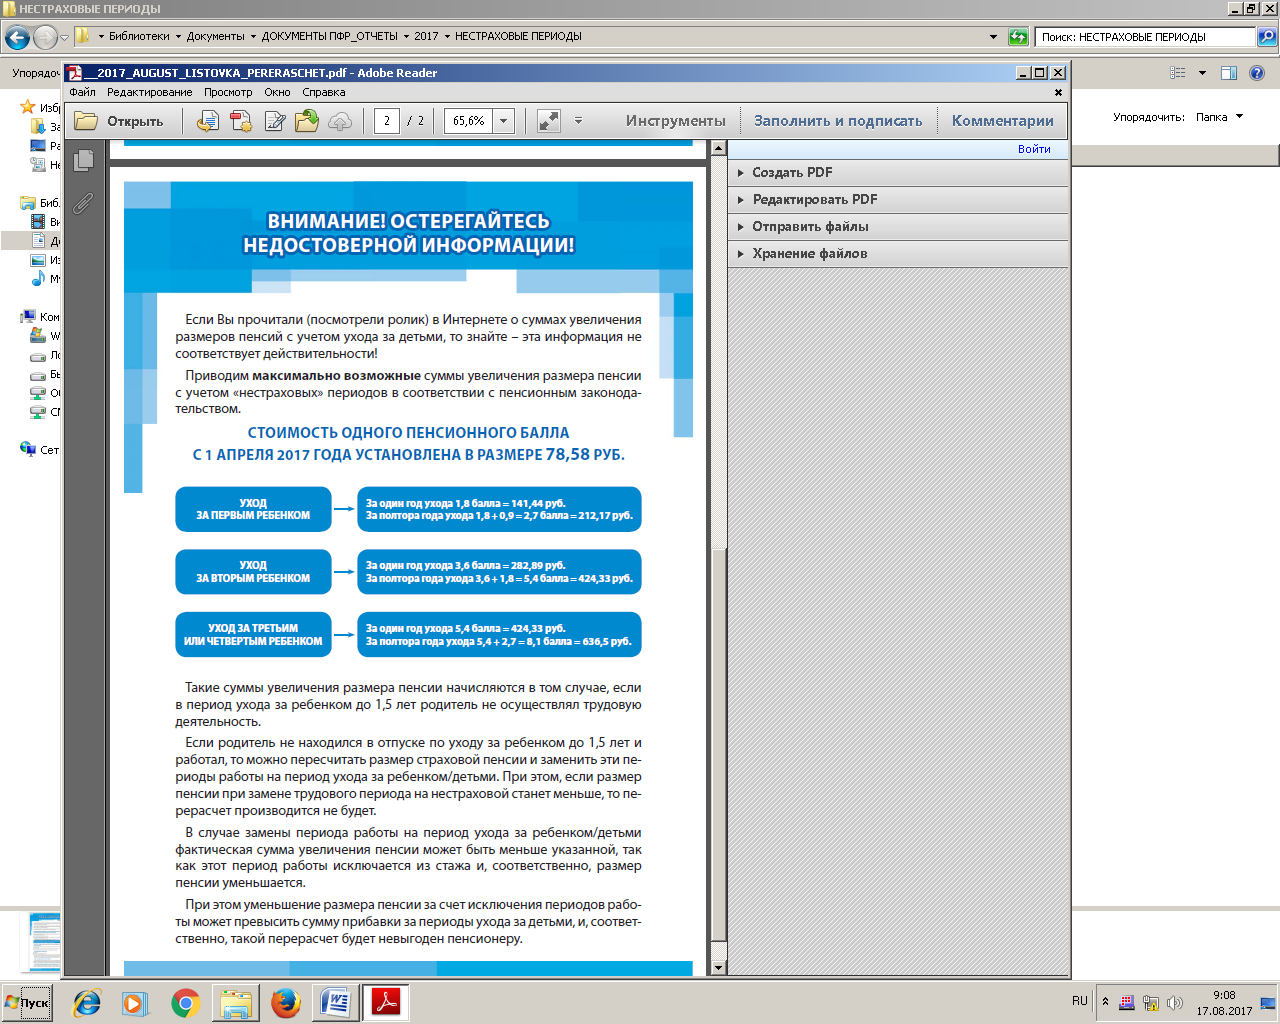 НЕСТРАХОВЫЕ ПЕРИОДЫ
Библиотеки
Документы
ДОКУМЕНТЫ ПФР_ОТЧЕТЫ
2017
НЕСТРАХОВЫЕ ПЕРИОДЫ
Поиск: НЕСТРАХОВЫЕ ПЕРИОДЫ
__2017_AUGUST_LISTOVKA_PERERASCHET.pdf - Adobe Reader
Файл Редактирование Просмотр Окно Справка
Открыть
2 / 2
65,6%
Инструменты
Заполнить и подписать
Комментарии
Упорядочить: Папка
Войти
Создать PDF
Редактировать PDF
Отправить файлы
Хранение файлов
ВНИМАНИЕ! ОСТЕРЕГАЙТЕСЬ
НЕДОСТОВЕРНОЙ ИНФОРМАЦИИ!
Если Вы прочитали (посмотрели ролик) в Интернете о суммах увеличения
размеров пенсий с учетом ухода за детьми, то знайте – эта информация не
соответствует действительности!
Приводим максимально возможные суммы увеличения размера пенсии
с учетом «нестраховых» периодов в соответствии с пенсионным законода-
тельством.
СТОИМОСТЬ ОДНОГО ПЕНСИОННОГО БАЛЛА
С 1 АПРЕЛЯ 2017 ГОДА УСТАНОВЛЕНА В РАЗМЕРЕ 78,58 РУБ.
УХОД
ЗА ПЕРВЫМ РЕБЕНКОМ
За один год ухода 1,8 балла = 141,44 руб.
За полтора года ухода 1,8 + 0,9 = 2,7 балла = 212,17 руб.
УХОД
ЗА ВТОРЫМ РЕБЕНКОМ
За один год ухода 3,6 балла = 282,89 руб.
За полтора года ухода 3,6 + 1,8 = 5,4 балла = 424,33 руб.
УХОД ЗА ТРЕТЬИМ
ИЛИ ЧЕТВЕРТЫМ РЕБЕНКОМ
За один год ухода 5,4 балла = 424,33 руб.
За полтора года ухода 5,4 + 2,7 = 8,1 балла = 636,5 руб.
Такие суммы увеличения размера пенсии начисляются в том случае, если
в период ухода за ребенком до 1,5 лет родитель не осуществлял трудовую
деятельность.
Если родитель не находился в отпуске по уходу за ребенком до 1,5 лет и
работал, то можно пересчитать размер страховой пенсии и заменить эти пе-
риоды работы на период ухода за ребенком/детьми. При этом, если размер
пенсии при замене трудового периода на нестраховой станет меньше, то пе-
рерасчет производится не будет.
В случае замены периода работы на период ухода за ребенком/детьми
фактическая сумма увеличения пенсии может быть меньше указанной, так
как этот период работы исключается из стажа и, соответственно, размер
пенсии уменьшается.
При этом уменьшение размера пенсии за счет исключения периодов рабо-
ты может превысить сумму прибавки за периоды ухода за детьми, и, соответ-
ственно, такой перерасчет будет невыгоден пенсионеру.
Пуск
RU
9:08
17.08.2017